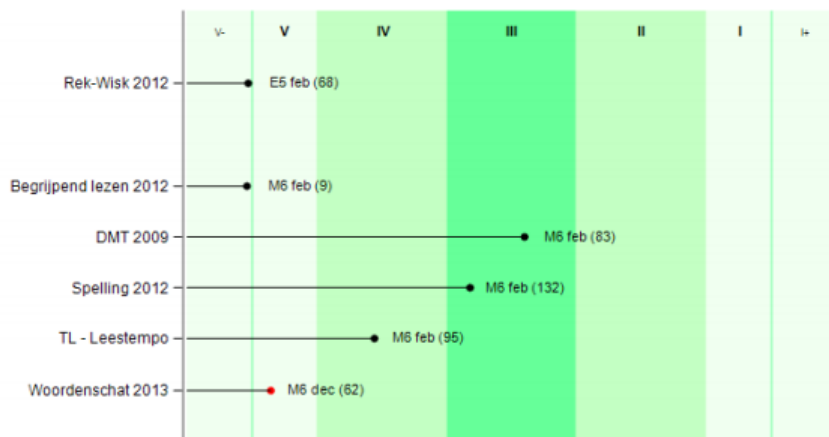 V- V IV III II I I+
Rek-Wisk 2012 E5 feb (68)
Begrijpend lezen 2012 M6 feb (9)
DMT 2009 M6 feb (83)
Spelling 2012 M6 feb (132)
TL - Leestempo M6 feb (95)
Woordenschat 2013 M6 dec (62)